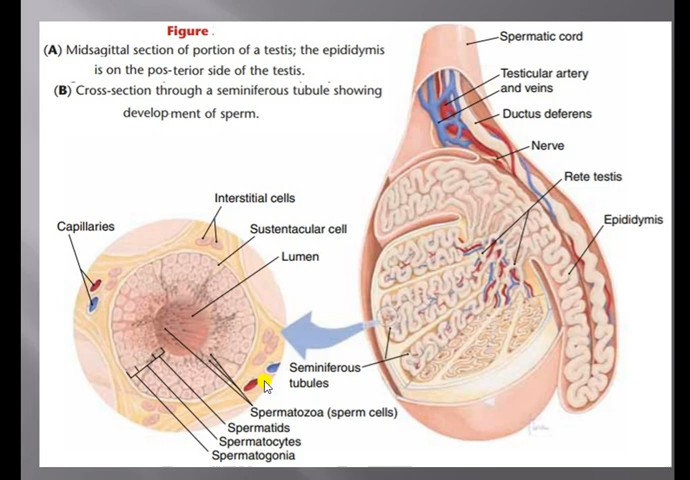 Figure.
(A) Midsagittal section of portion of a testis; the epididymis
is on the pos-terior side of the testis.
(B) Cross-section through a seminiferous tubule showing
development of sperm.
Spermatic cord
Testicular artery
and veins
Ductus deferens
Nerve
Rete testis
Epididymis
Interstitial cells
Capillaries
Sustentacular cell
Lumen
Seminiferous
tubules
Spermatozoa (sperm cells)
Spermatids
Spermatocytes
Spermatogonia